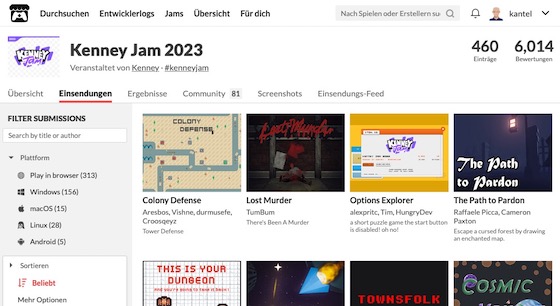 Durchsuchen Entwicklerlogs Jams Übersicht Für dich
Nach Spielen oder Erstellern su
kantel
KENNEY
Jam
Kenney Jam 2023
Veranstaltet von Kenney · #kenneyjam
460
Einträge
6,014
Bewertungen
Übersicht Einsendungen Ergebnisse Community 81 Screenshots Einsendungs-Feed
FILTER SUBMISSIONS
Search by title or author
Plattform
Play in browser (313)
Windows (156)
macOS (15)
Linux (28)
Android (5)
Sortieren
Beliebt
Mehr Optionen
COLONY
DEFENSE
Colony Defense
Aresbos, Vishne, durmusefe,
Croosqeyz
Tower Defense
Lost Murder
Lost Murder
TumBum
There's Been A Murder
KENNEY
Jam
Options Explorer
alexpritc, Tim, HungryDev
a short puzzle game the start button
is disabled! oh no!
The Path
to
Pardon
The Path to Pardon
Raffaele Picca, Cameron
Paxton
Escape a cursed forest by drawing
an enchanted map.
THIS IS YOUR
DUNGEON
TOWNSFOLK
COSMIC